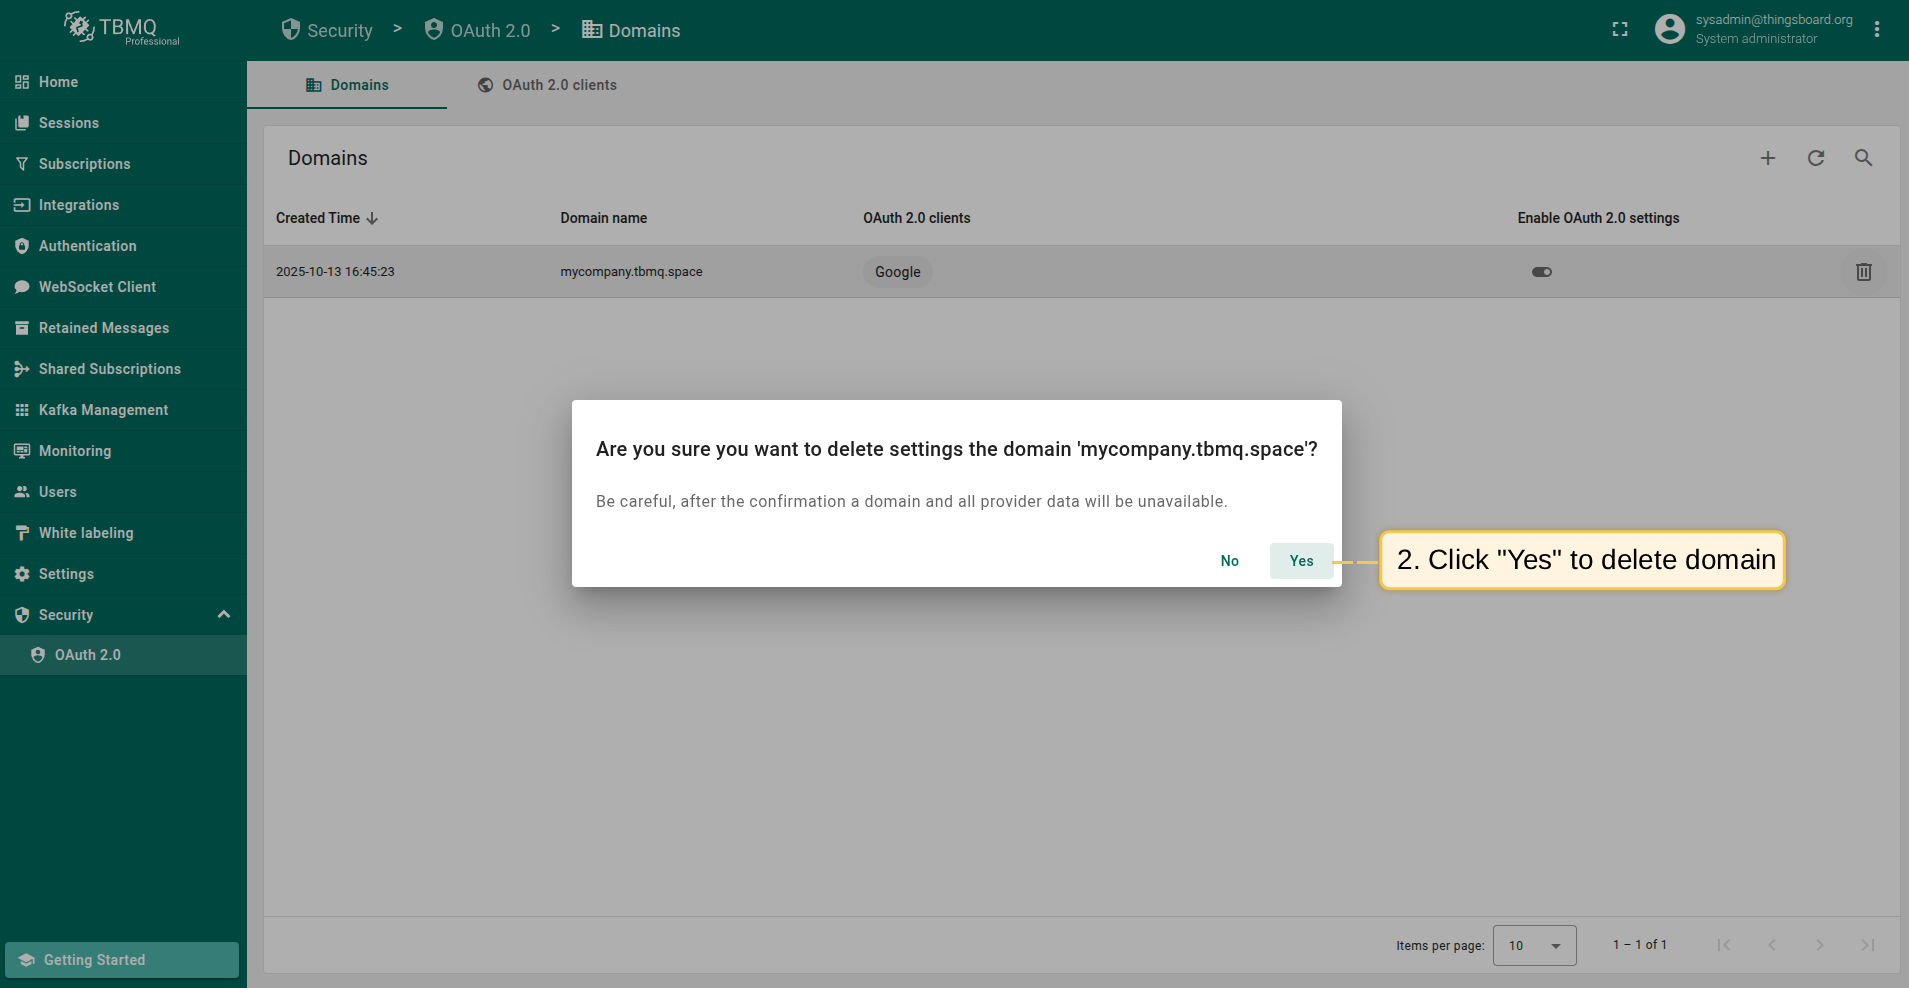 TBMQ
Professional
Security > OAuth 2.0 > Domains
sysadmin@thingsboard.org
System administrator
Home
Sessions
Subscriptions
Integrations
Authentication
WebSocket Client
Retained Messages
Shared Subscriptions
Kafka Management
Monitoring
Users
White labeling
Settings
Security
OAuth 2.0
Getting Started
Domains
OAuth 2.0 clients
Domains
Created Time
Domain name
OAuth 2.0 clients
Enable OAuth 2.0 settings
2025-10-13 16:45:23
mycompany.tbmq.space
Google
Are you sure you want to delete settings the domain 'mycompany.tbmq.space'?
Be careful, after the confirmation a domain and all provider data will be unavailable.
No
Yes
2. Click "Yes" to delete domain
Items per page:
10
1 – 1 of 1